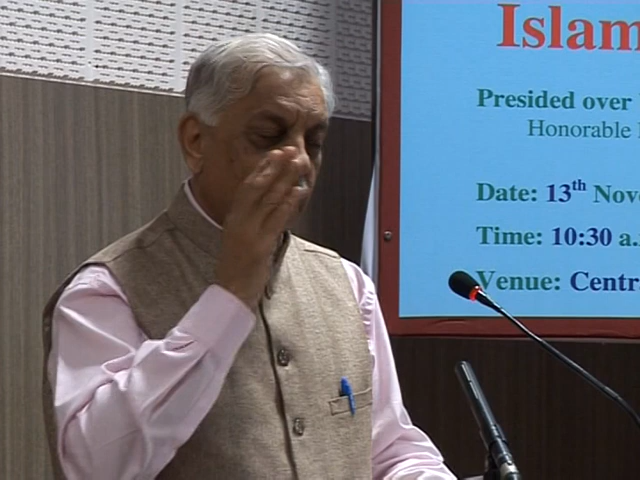 Islam
Presided over
Honorable
Date: 13th Nov
Time: 10:30 a.
Venue: Centr